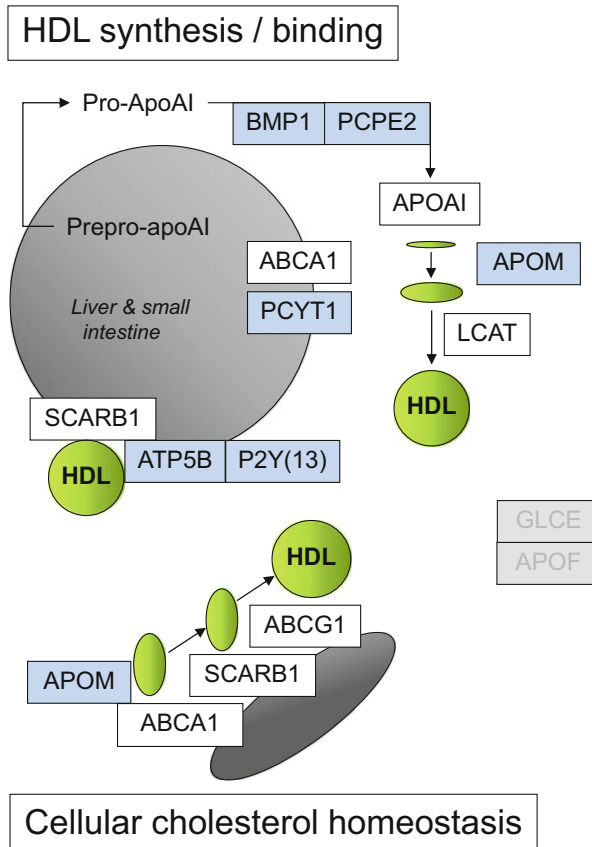 HDL synthesis / binding
Pro-ApoAI
BMP1
PCPE2
APOAI
Prepro-apoAI
ABCA1
APOM
PCYT1
Liver & small
intestine
LCAT
HDL
SCARB1
HDL
ATP5B
P2Y(13)
GLCE
APOF
HDL
ABCG1
SCARB1
APOM
ABCA1
Cellular cholesterol homeostasis